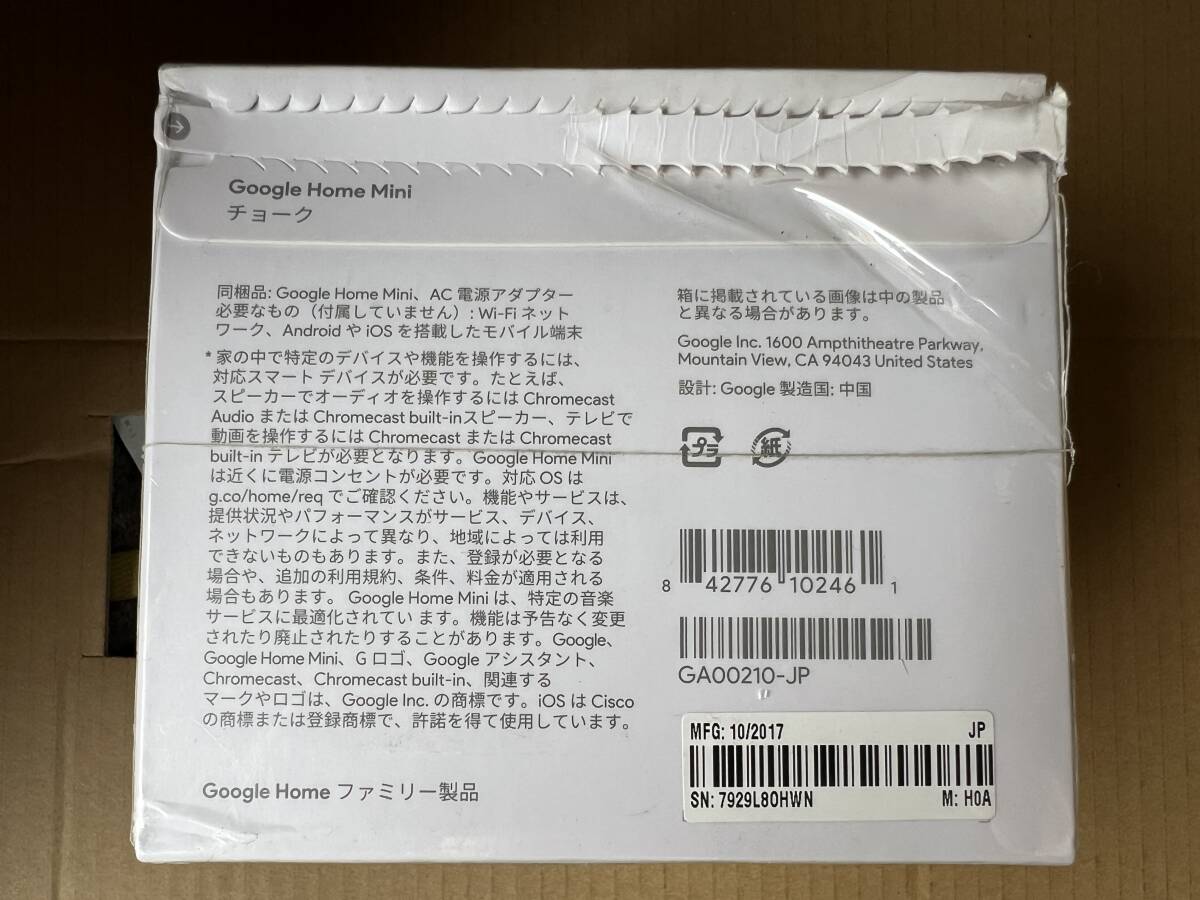 Google Home Mini
チョーク
同梱品: Google Home Mini、AC 電源アダプター
必要なもの（付属していません）: Wi-Fi ネット
ワーク、Android や iOS を搭載したモバイル端末
* 家の中で特定のデバイスや機能を操作するには、
対応スマート デバイスが必要です。たとえば、
スピーカーでオーディオを操作するには Chromecast
Audio または Chromecast built-inスピーカー、テレビで
動画を操作するには Chromecast または Chromecast
built-in テレビが必要となります。Google Home Mini
は近くに電源コンセントが必要です。対応 OS は
g.co/home/req でご確認ください。機能やサービスは、
提供状況やパフォーマンスがサービス、デバイス、
ネットワークによって異なり、地域によっては利用
できないものもあります。また、登録が必要となる
場合や、追加の利用規約、条件、料金が適用される
場合もあります。 Google Home Mini は、特定の音楽
サービスに最適化されてい ます。機能は予告なく変更
されたり廃止されたりすることがあります。Google、
Google Home Mini、G ロゴ、Google アシスタント、
Chromecast、Chromecast built-in、関連する
マークやロゴは、Google Inc. の商標です。iOS は Cisco
の商標または登録商標で、許諾を得て使用しています。
Google Home ファミリー製品
箱に掲載されている画像は中の製品
と異なる場合があります。
Google Inc. 1600 Ampthitheatre Parkway,
Mountain View, CA 94043 United States
設計: Google 製造国: 中国
プラ
紙
8 42776 10246 1
GA00210-JP
MFG: 10/2017 JP
SN: 7929L80HWN M: H0A